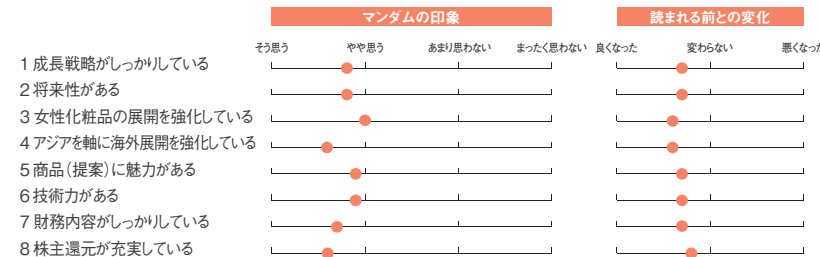 マンダムの印象 読まれる前との変化
そう思う やや思う あまり思わない まったく思わない 良くなった 変わらない 悪くなった
1 成長戦略がしっかりしている
2 将来性がある
3 女性化粧品の展開を強化している
4 アジアを軸に海外展開を強化している
5 商品（提案）に魅力がある
6 技術力がある
7 財務内容がしっかりしている
8 株主還元が充実している